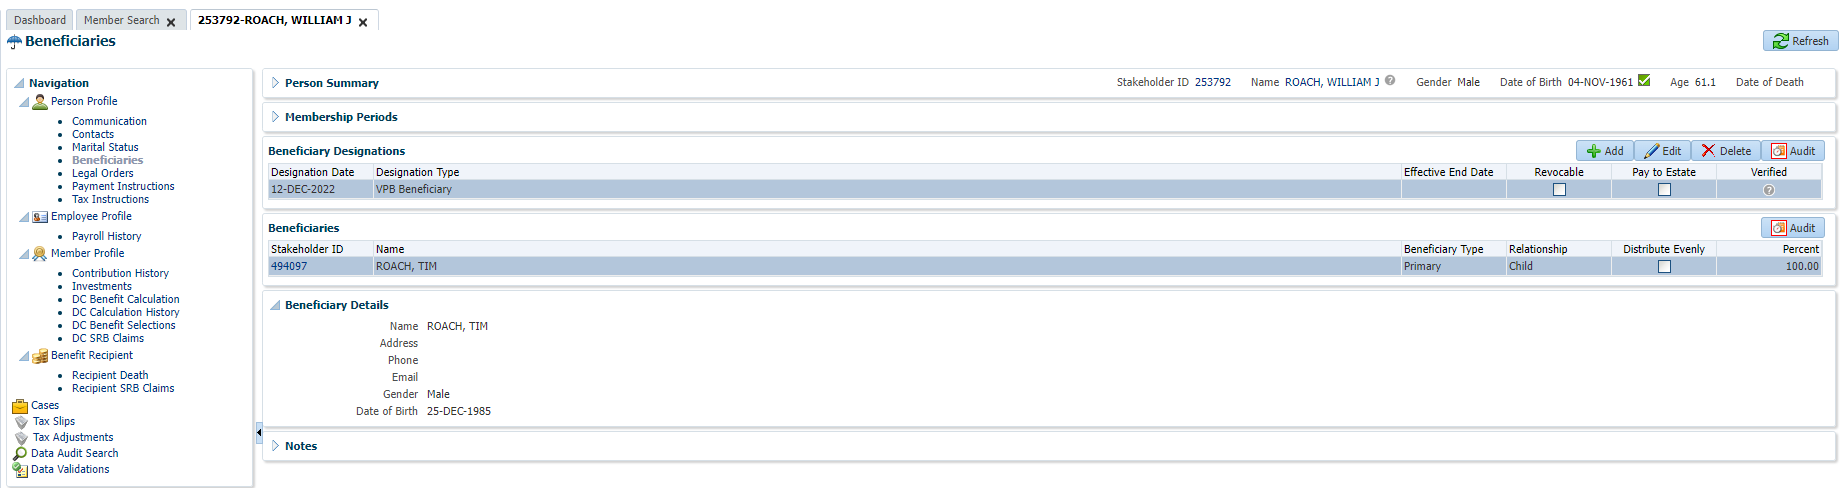 Dashboard Member Search 253792-ROACH, WILLIAM J
Beneficiaries
Refresh
Navigation
Person Profile
Communication
Contacts
Marital Status
Beneficiaries
Legal Orders
Payment Instructions
Tax Instructions
Employee Profile
Payroll History
Member Profile
Contribution History
Investments
DC Benefit Calculation
DC Calculation History
DC Benefit Selections
DC SRB Claims
Benefit Recipient
Recipient Death
Recipient SRB Claims
Cases
Tax Slips
Tax Adjustments
Data Audit Search
Data Validations
Person Summary Stakeholder ID 253792 Name ROACH, WILLIAM J ? Gender Male Date of Birth 04-NOV-1961 Age 61.1 Date of Death
Membership Periods
Beneficiary Designations Add Edit Delete Audit
Designation Date Designation Type Effective End Date Revocable Pay to Estate Verified
12-DEC-2022 VPB Beneficiary ?
Beneficiaries Audit
Stakeholder ID Name Beneficiary Type Relationship Distribute Evenly Percent
494097 ROACH, TIM Primary Child 100.00
Beneficiary Details
Name ROACH, TIM
Address
Phone
Email
Gender Male
Date of Birth 25-DEC-1985
Notes